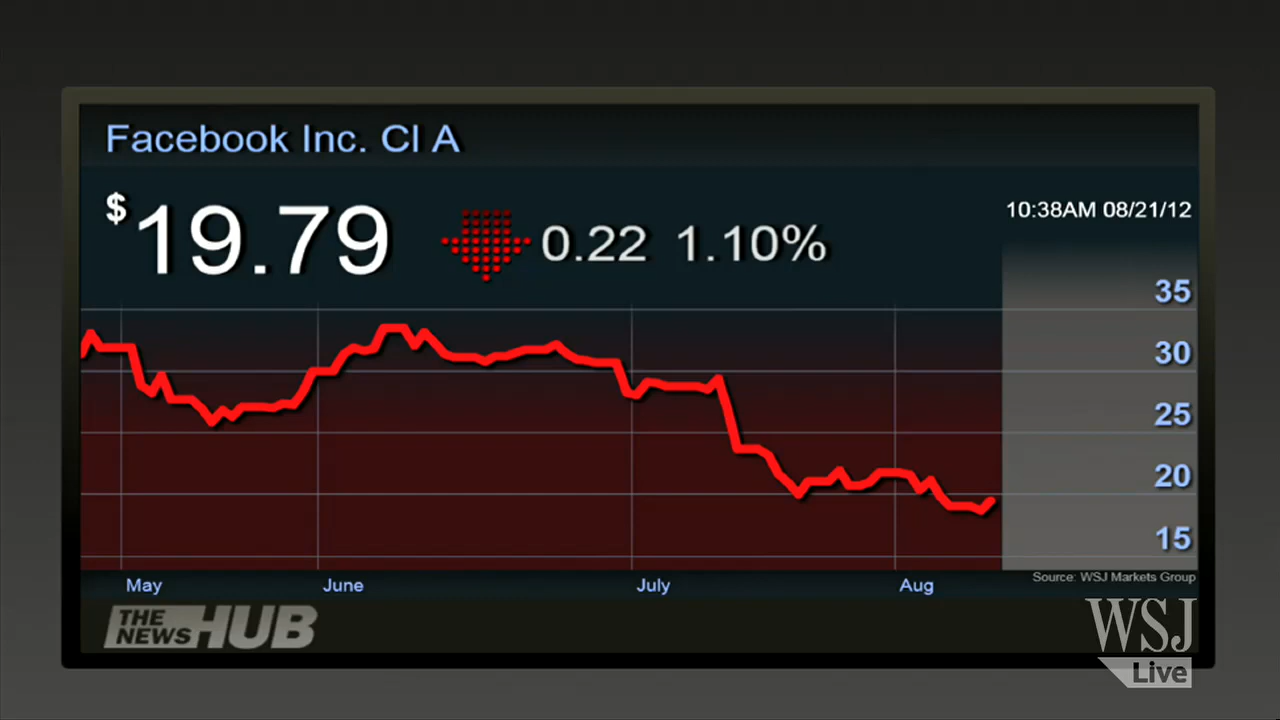 Facebook Inc. Cl A
$19.79 0.22 1.10%
10:38AM 08/21/12
35
30
25
20
15
May June July Aug
Source: WSJ Markets Group
THE NEWS HUB
WSJ
Live